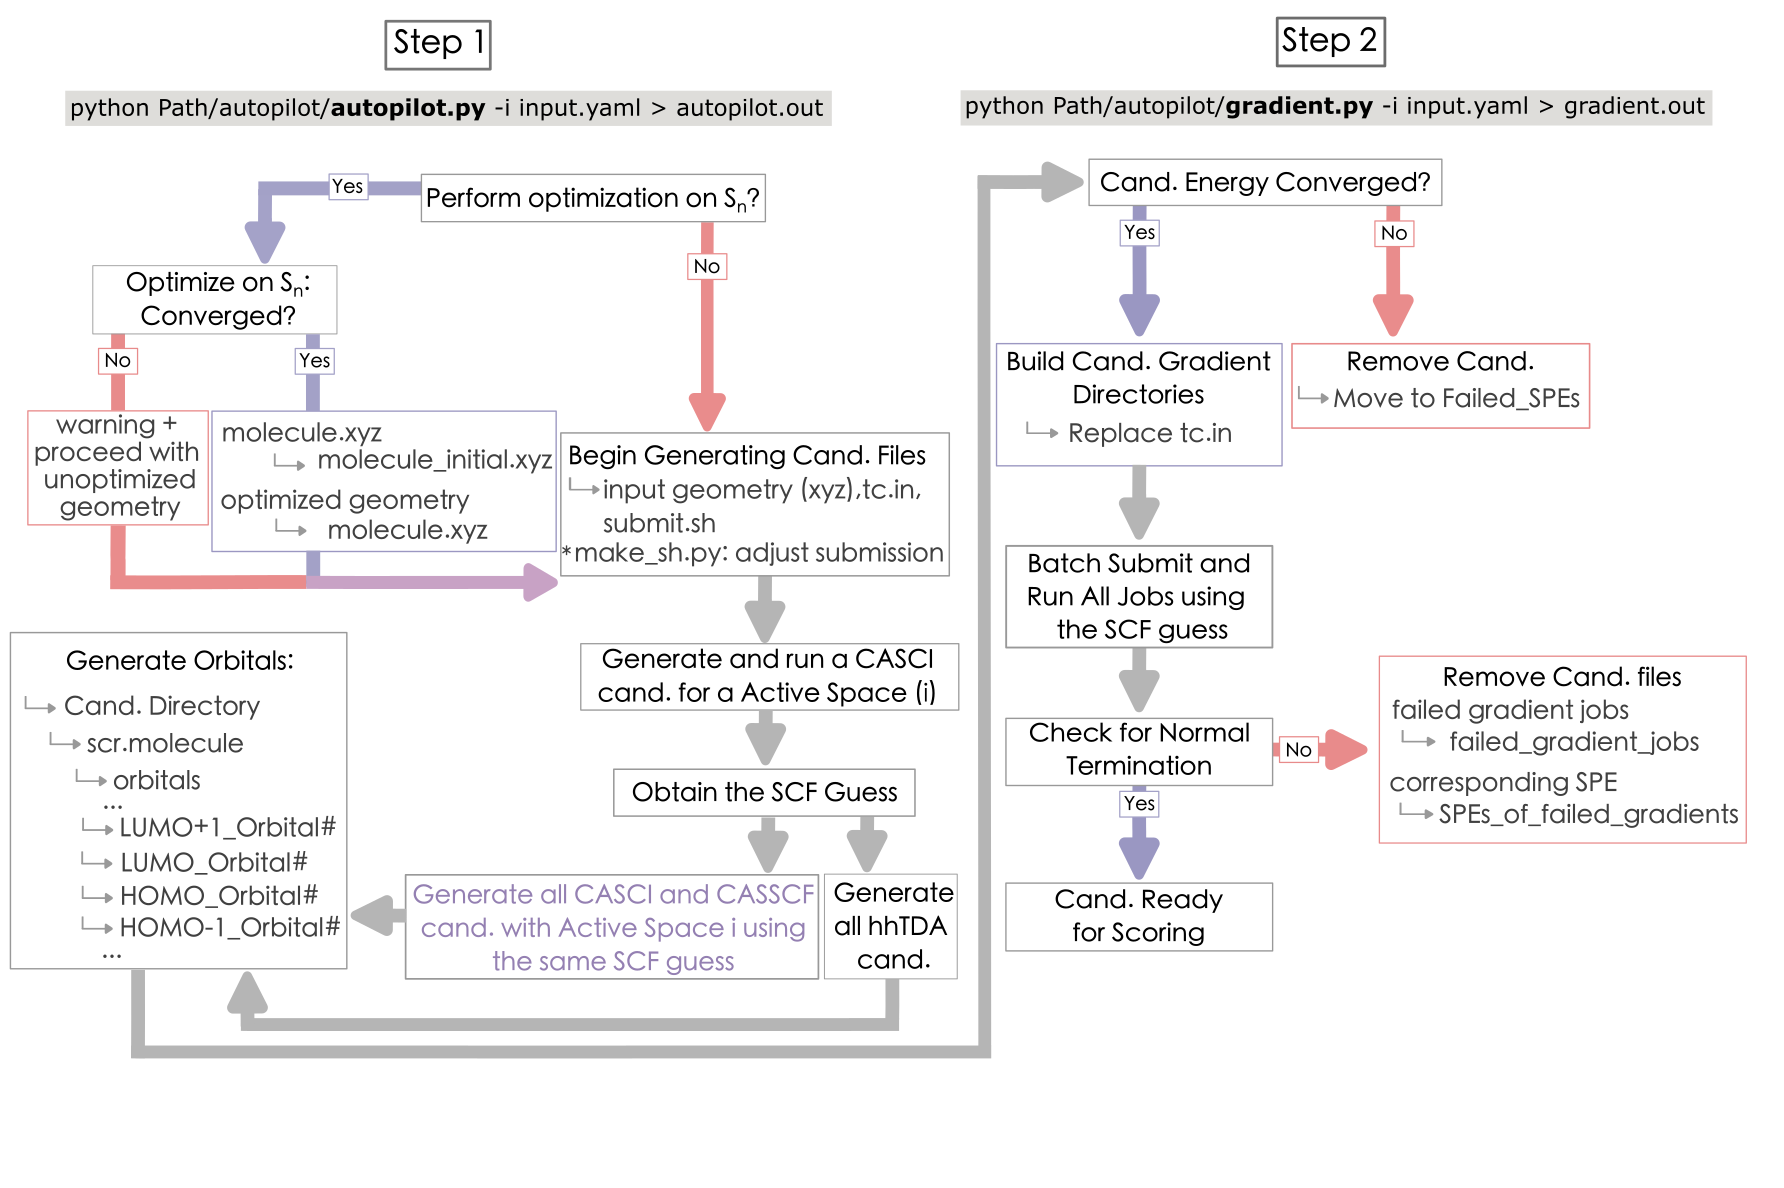 Step 1
python Path/autopilot/autopilot.py -i input.yaml > autopilot.out
Perform optimization on Sn?
Yes
No
Optimize on Sn:
Converged?
No
Yes
warning +
proceed with
unoptimized
geometry
molecule.xyz
molecule_initial.xyz
optimized geometry
molecule.xyz
Begin Generating Cand. Files
input geometry (xyz),tc.in,
submit.sh
*make_sh.py: adjust submission
Generate and run a CASCI
cand. for a Active Space (i)
Obtain the SCF Guess
Generate all CASCI and CASSCF
cand. with Active Space i using
the same SCF guess
Generate
all hhTDA
cand.
Generate Orbitals:
Cand. Directory
scr.molecule
orbitals
...
LUMO+1_Orbital#
LUMO_Orbital#
HOMO_Orbital#
HOMO-1_Orbital#
...
Step 2
python Path/autopilot/gradient.py -i input.yaml > gradient.out
Cand. Energy Converged?
Yes
No
Build Cand. Gradient
Directories
Replace tc.in
Remove Cand.
Move to Failed_SPEs
Batch Submit and
Run All Jobs using
the SCF guess
Check for Normal
Termination
No
Yes
Remove Cand. files
failed gradient jobs
failed_gradient_jobs
corresponding SPE
SPEs_of_failed_gradients
Cand. Ready
for Scoring